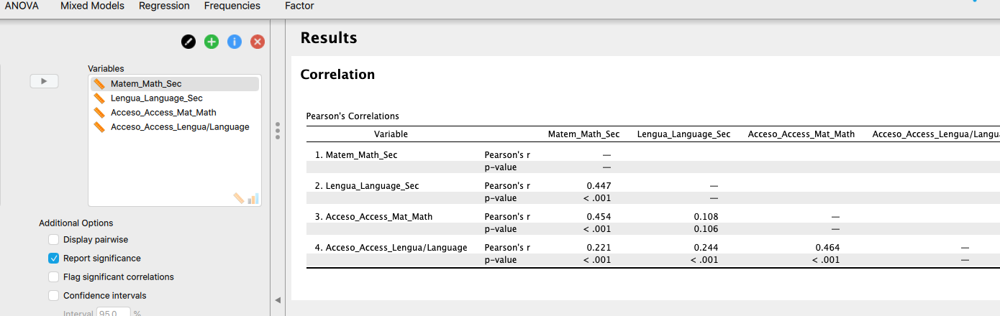 ANOVA Mixed Models Regression Frequencies Factor
Variables
Matem_Math_Sec
Lengua_Language_Sec
Acceso_Access_Mat_Math
Acceso_Access_Lengua/Language
Additional Options
Display pairwise
Report significance
Flag significant correlations
Confidence intervals
Interval 95.0 %
Results
Correlation
Pearson's Correlations
Variable Matem_Math_Sec Lengua_Language_Sec Acceso_Access_Mat_Math Acceso_Access_Lengua/Langu
1. Matem_Math_Sec Pearson's r —
p-value —
2. Lengua_Language_Sec Pearson's r 0.447 —
p-value < .001 —
3. Acceso_Access_Mat_Math Pearson's r 0.454 0.108 —
p-value < .001 0.106 —
4. Acceso_Access_Lengua/Language Pearson's r 0.221 0.244 0.464 —
p-value < .001 < .001 < .001 —